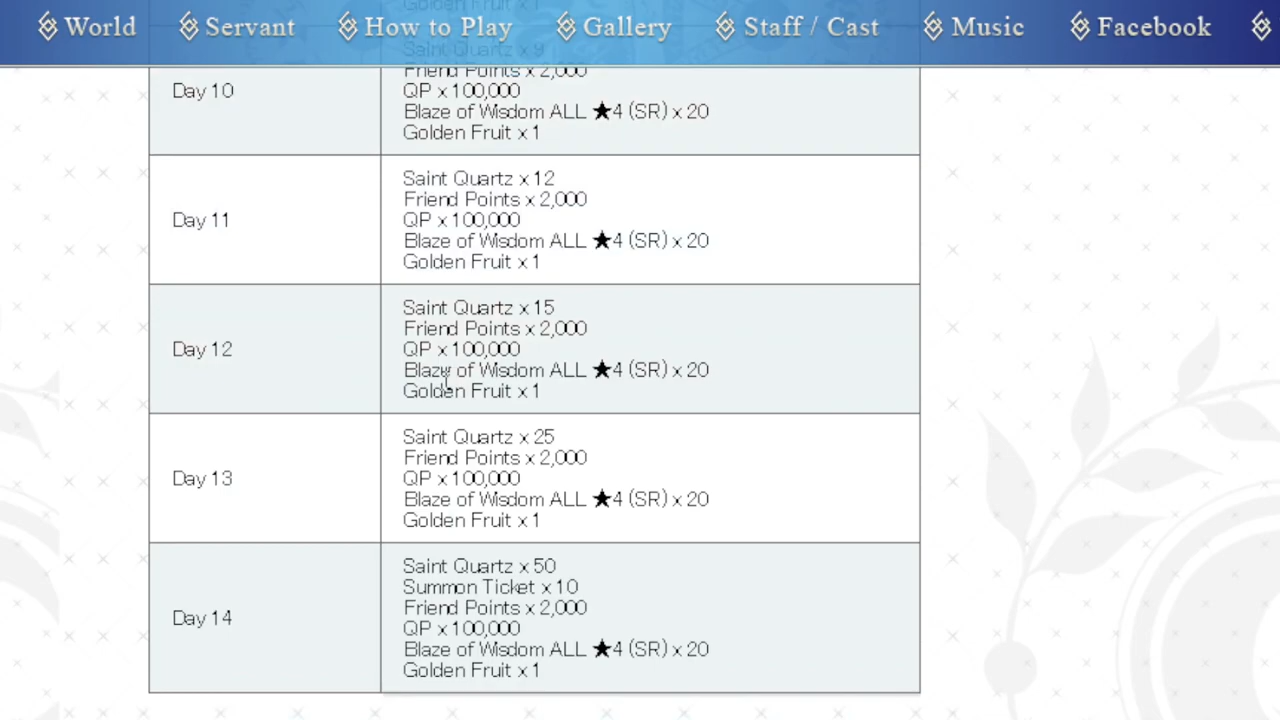 Golden Fruit x 1
World Servant How to Play Gallery Staff / Cast Music Facebook
Saint Quartz x 9
Friend Points x 2,000
Day 10
QP x 100,000
Blaze of Wisdom ALL ★4 (SR) x 20
Golden Fruit x 1
Saint Quartz x 12
Friend Points x 2,000
Day 11
QP x 100,000
Blaze of Wisdom ALL ★4 (SR) x 20
Golden Fruit x 1
Saint Quartz x 15
Friend Points x 2,000
Day 12
QP x 100,000
Blaze of Wisdom ALL ★4 (SR) x 20
Golden Fruit x 1
Saint Quartz x 25
Friend Points x 2,000
Day 13
QP x 100,000
Blaze of Wisdom ALL ★4 (SR) x 20
Golden Fruit x 1
Saint Quartz x 50
Summon Ticket x 10
Friend Points x 2,000
Day 14
QP x 100,000
Blaze of Wisdom ALL ★4 (SR) x 20
Golden Fruit x 1